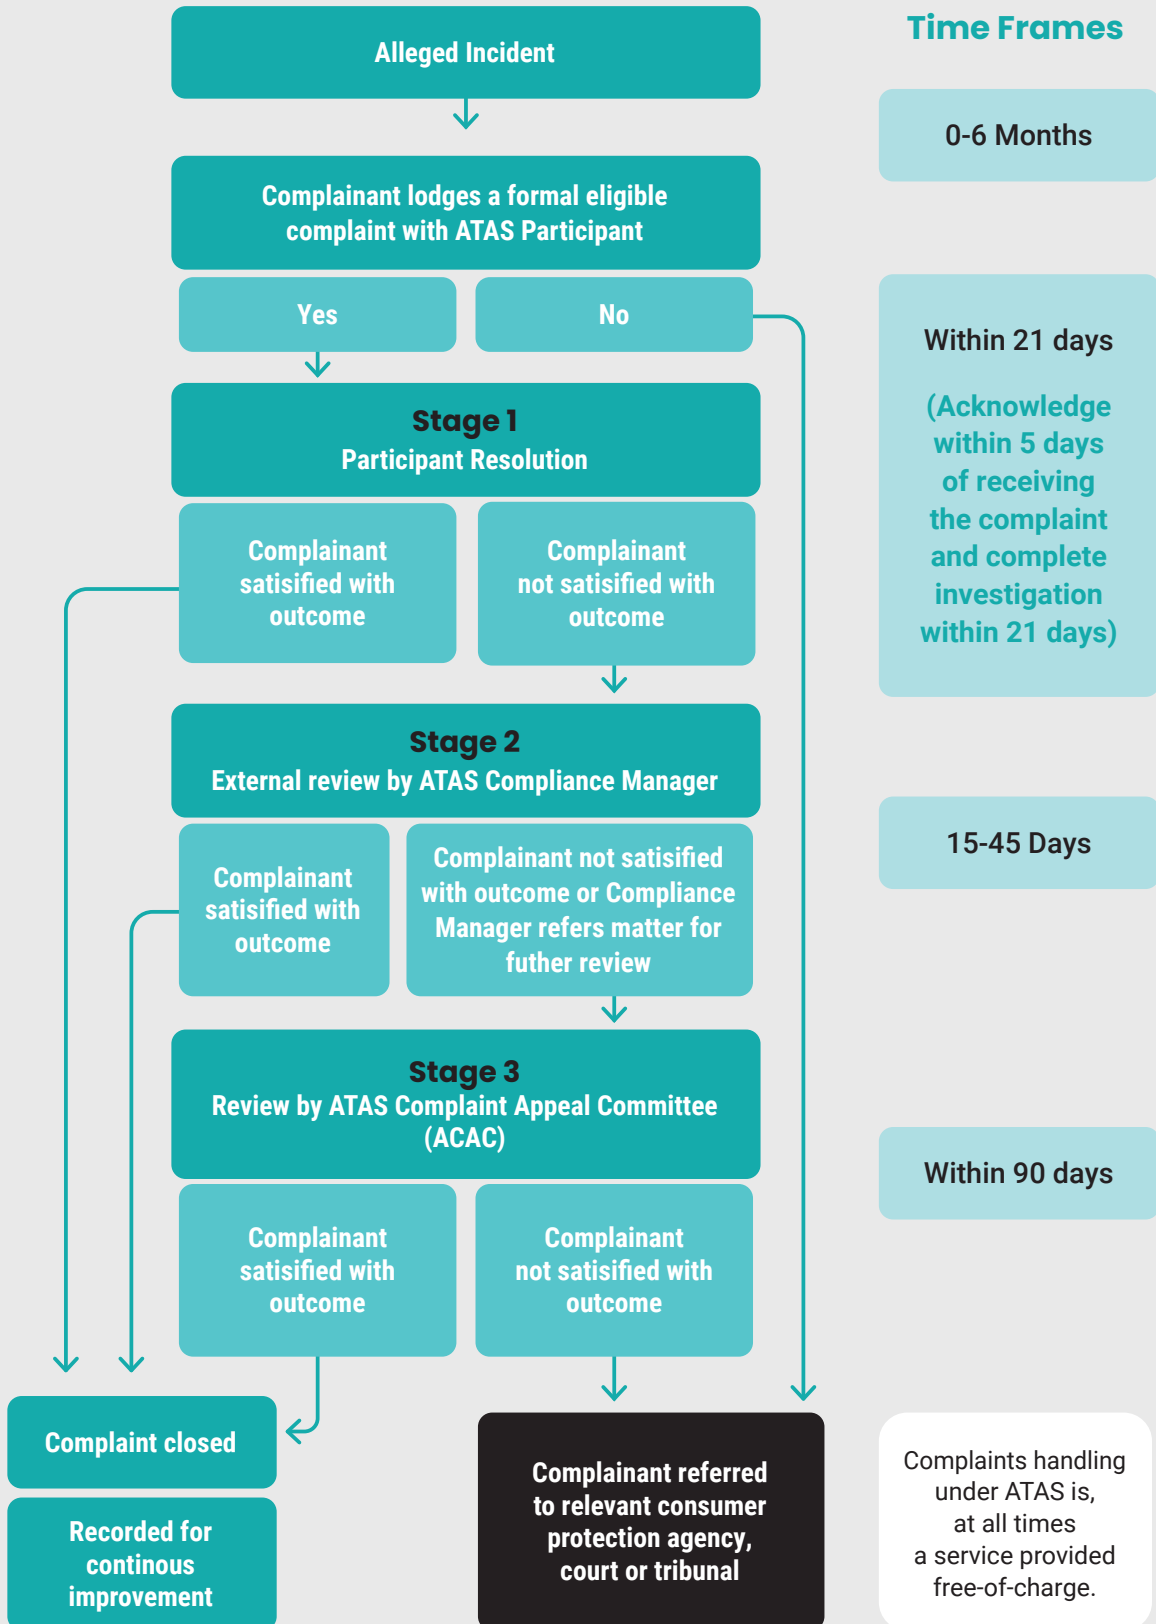 Time Frames
Alleged Incident
0-6 Months
Complainant lodges a formal eligible
complaint with ATAS Participant
Yes
No
Within 21 days
(Acknowledge
within 5 days
of receiving
the complaint
and complete
investigation
within 21 days)
Stage 1
Participant Resolution
Complainant
satisified with
outcome
Complainant
not satisified with
outcome
Stage 2
External review by ATAS Compliance Manager
15-45 Days
Complainant
satisified with
outcome
Complainant not satisified
with outcome or Compliance
Manager refers matter for
futher review
Stage 3
Review by ATAS Complaint Appeal Committee
(ACAC)
Within 90 days
Complainant
satisified with
outcome
Complainant
not satisified with
outcome
Complaint closed
Recorded for
continous
improvement
Complainant referred
to relevant consumer
protection agency,
court or tribunal
Complaints handling
under ATAS is,
at all times
a service provided
free-of-charge.